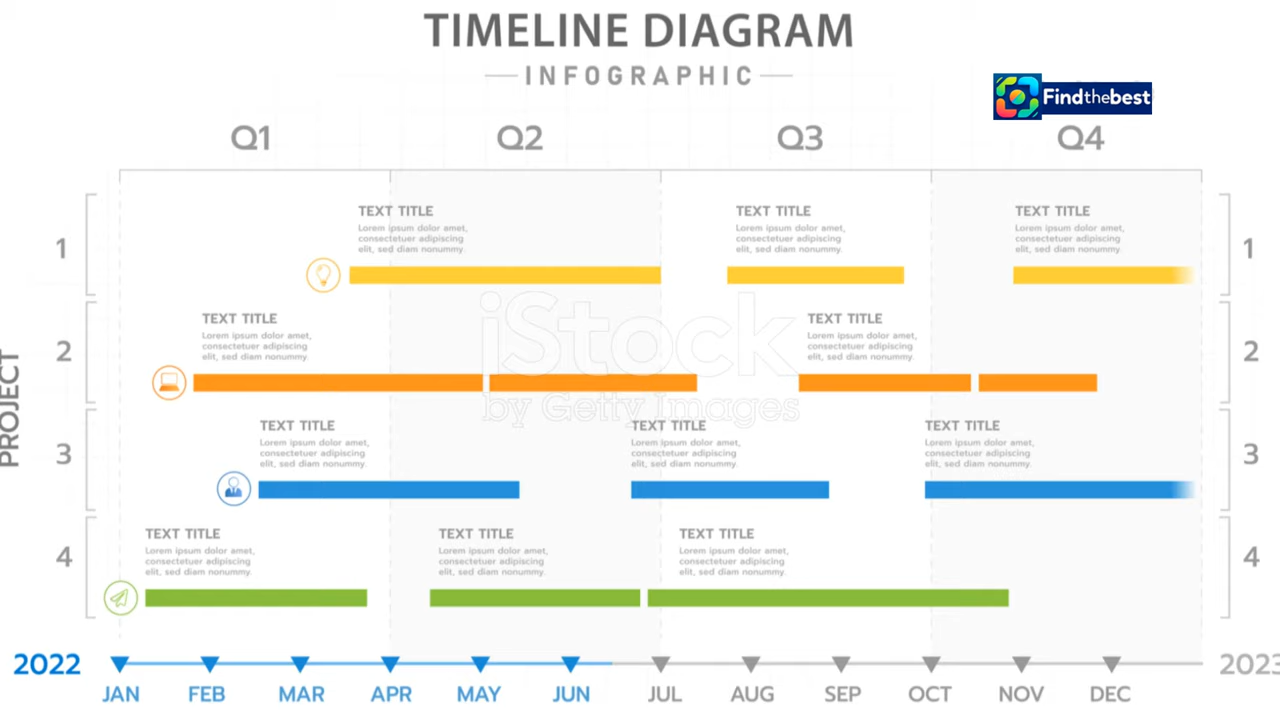 TIMELINE DIAGRAM
INFOGRAPHIC
Findthebest
Q1 Q2 Q3 Q4
PROJECT
1
TEXT TITLE
Lorem ipsum dolor amet,
consectetuer adipiscing
elit, sed diam nonummy.
TEXT TITLE
Lorem ipsum dolor amet,
consectetuer adipiscing
elit, sed diam nonummy.
TEXT TITLE
Lorem ipsum dolor amet,
consectetuer adipiscing
elit, sed diam nonummy.
1
2
TEXT TITLE
Lorem ipsum dolor amet,
consectetuer adipiscing
elit, sed diam nonummy.
TEXT TITLE
Lorem ipsum dolor amet,
consectetuer adipiscing
elit, sed diam nonummy.
2
iStock
by Getty Images
3
TEXT TITLE
Lorem ipsum dolor amet,
consectetuer adipiscing
elit, sed diam nonummy.
TEXT TITLE
Lorem ipsum dolor amet,
consectetuer adipiscing
elit, sed diam nonummy.
TEXT TITLE
Lorem ipsum dolor amet,
consectetuer adipiscing
elit, sed diam nonummy.
3
4
TEXT TITLE
Lorem ipsum dolor amet,
consectetuer adipiscing
elit, sed diam nonummy.
TEXT TITLE
Lorem ipsum dolor amet,
consectetuer adipiscing
elit, sed diam nonummy.
TEXT TITLE
Lorem ipsum dolor amet,
consectetuer adipiscing
elit, sed diam nonummy.
4
2022 2023
JAN FEB MAR APR MAY JUN JUL AUG SEP OCT NOV DEC